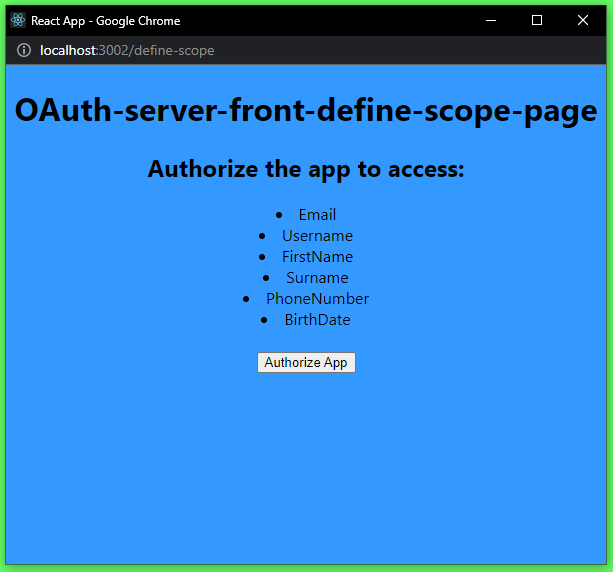 React App - Google Chrome
localhost:3002/define-scope
OAuth-server-front-define-scope-page
Authorize the app to access:
• Email
• Username
• FirstName
• Surname
• PhoneNumber
• BirthDate
Authorize App